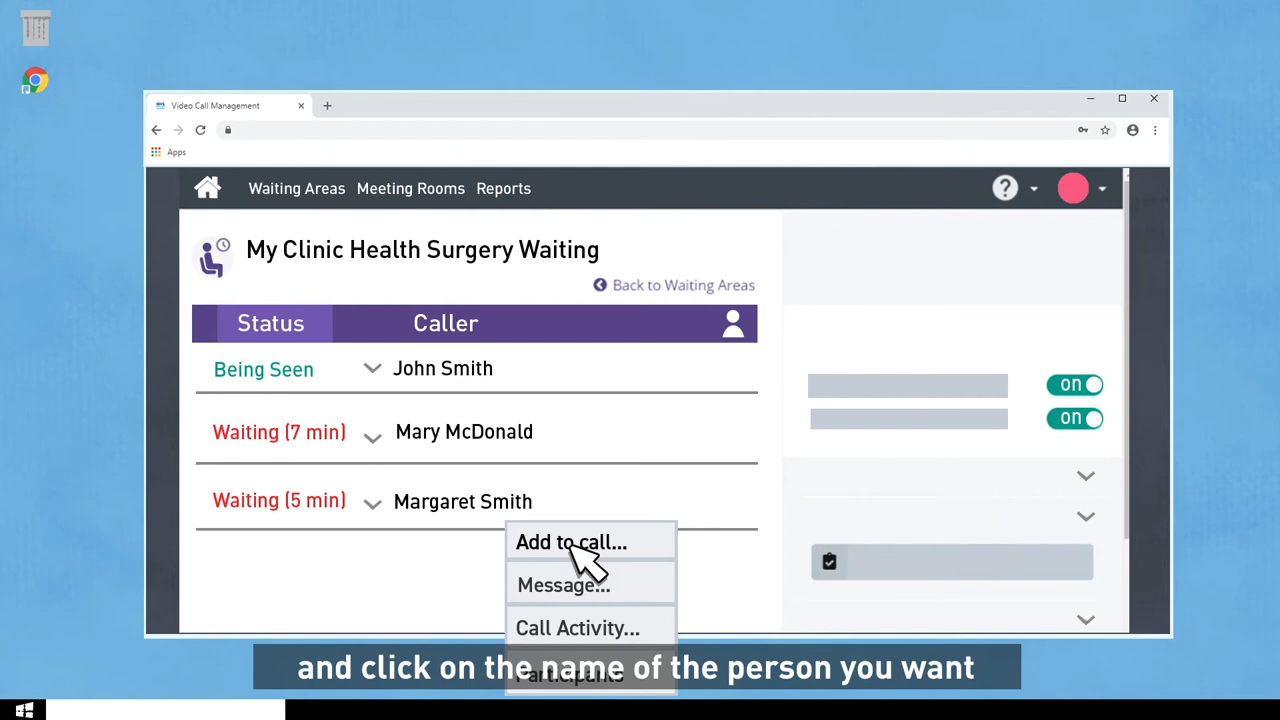 Video Call Management
Apps
Waiting Areas Meeting Rooms Reports
My Clinic Health Surgery Waiting
Back to Waiting Areas
Status Caller
Being Seen John Smith
on
on
Waiting (7 min) Mary McDonald
Waiting (5 min) Margaret Smith
Add to call...
Message...
Call Activity...
Participants
and click on the name of the person you want